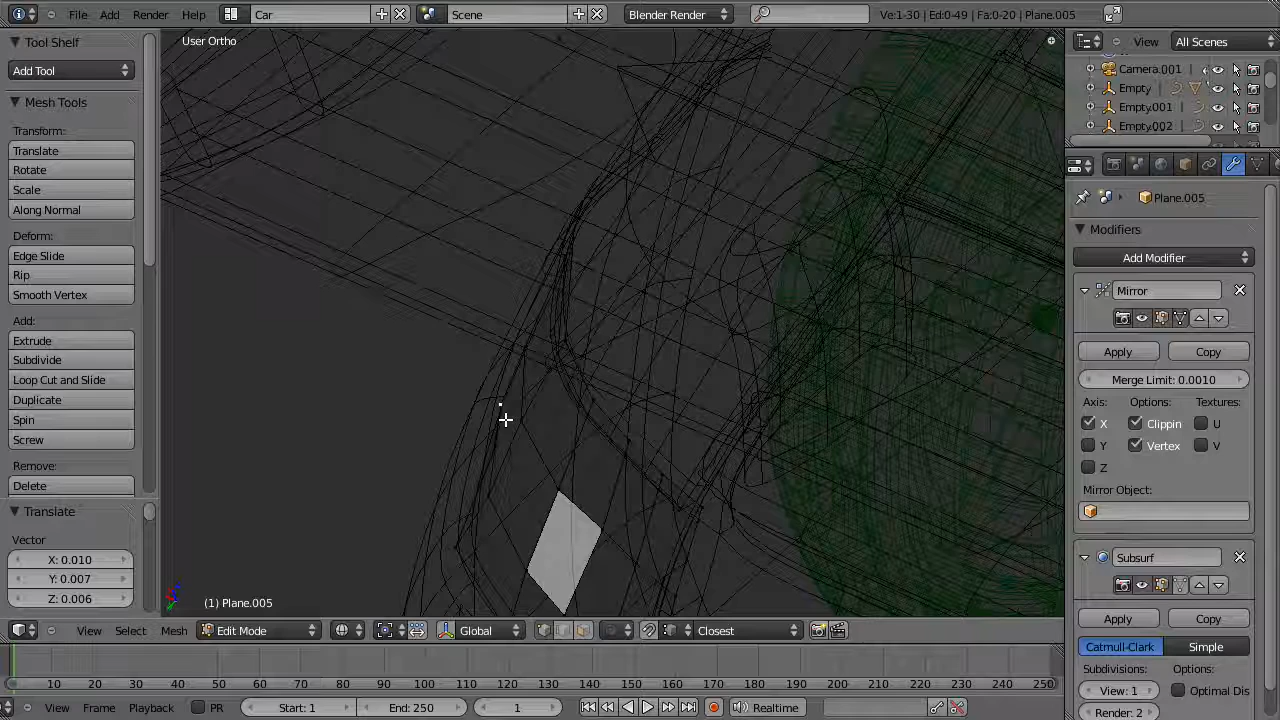 File Add Render Help Car Scene Blender Render Ve:1-30 | Ed:0-49 | Fa:0-20 | Plane.005
Tool Shelf
Add Tool
Mesh Tools
Transform:
Translate
Rotate
Scale
Along Normal
Deform:
Edge Slide
Rip
Smooth Vertex
Add:
Extrude
Subdivide
Loop Cut and Slide
Duplicate
Spin
Screw
Remove:
Delete
Translate
Vector
X: 0.010
Y: 0.007
Z: 0.006
User Ortho
(1) Plane.005
View All Scenes
Camera.001
Empty
Empty.001
Empty.002
Plane.005
Modifiers
Add Modifier
Mirror
Apply Copy
Merge Limit: 0.0010
Axis: Options: Textures:
X Clippin U
Y Vertex V
Z
Mirror Object:
Subsurf
Apply Copy
Catmull-Clark Simple
Subdivisions: Options:
View: 1 Optimal Dis
Render: 2
View Select Mesh Edit Mode Global Closest
10 20 30 40 50 60 70 80 90 100 110 120 130 140 150 160 170 180 190 200 210 220 230 240 250
View Frame Playback PR Start: 1 End: 250 1 Realtime